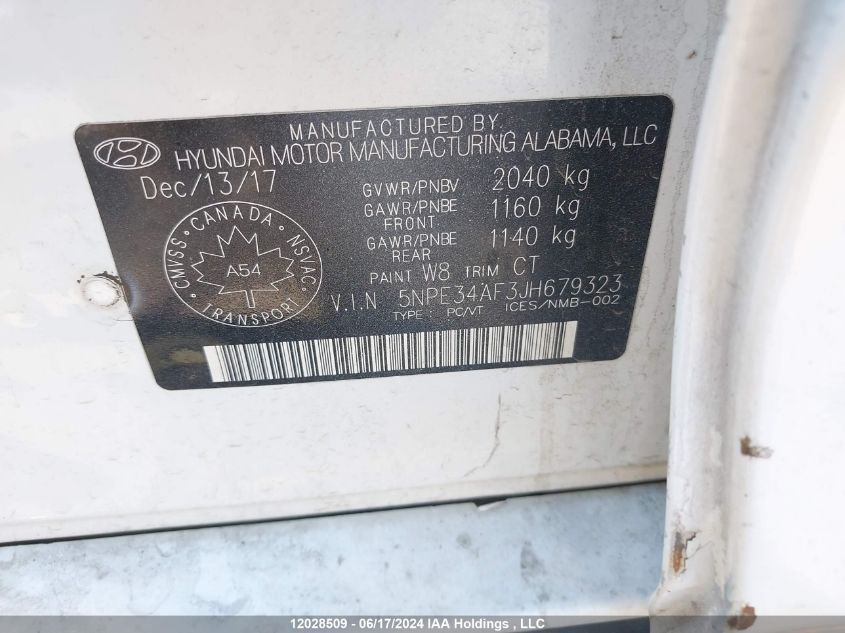 MANUFACTURED BY
HYUNDAI MOTOR MANUFACTURING ALABAMA, LLC
Dec/13/17
GVWR/PNBV 2040 kg
GAWR/PNBE FRONT 1160 kg
GAWR/PNBE REAR 1140 kg
PAINT W8 TRIM CT
CMVSS · CANADA · NSVAC
A54
TRANSPORT
V.I.N 5NPE34AF3JH679323
TYPE : PC/VT ICES/NMB-002
12028509 - 06/17/2024 IAA Holdings , LLC